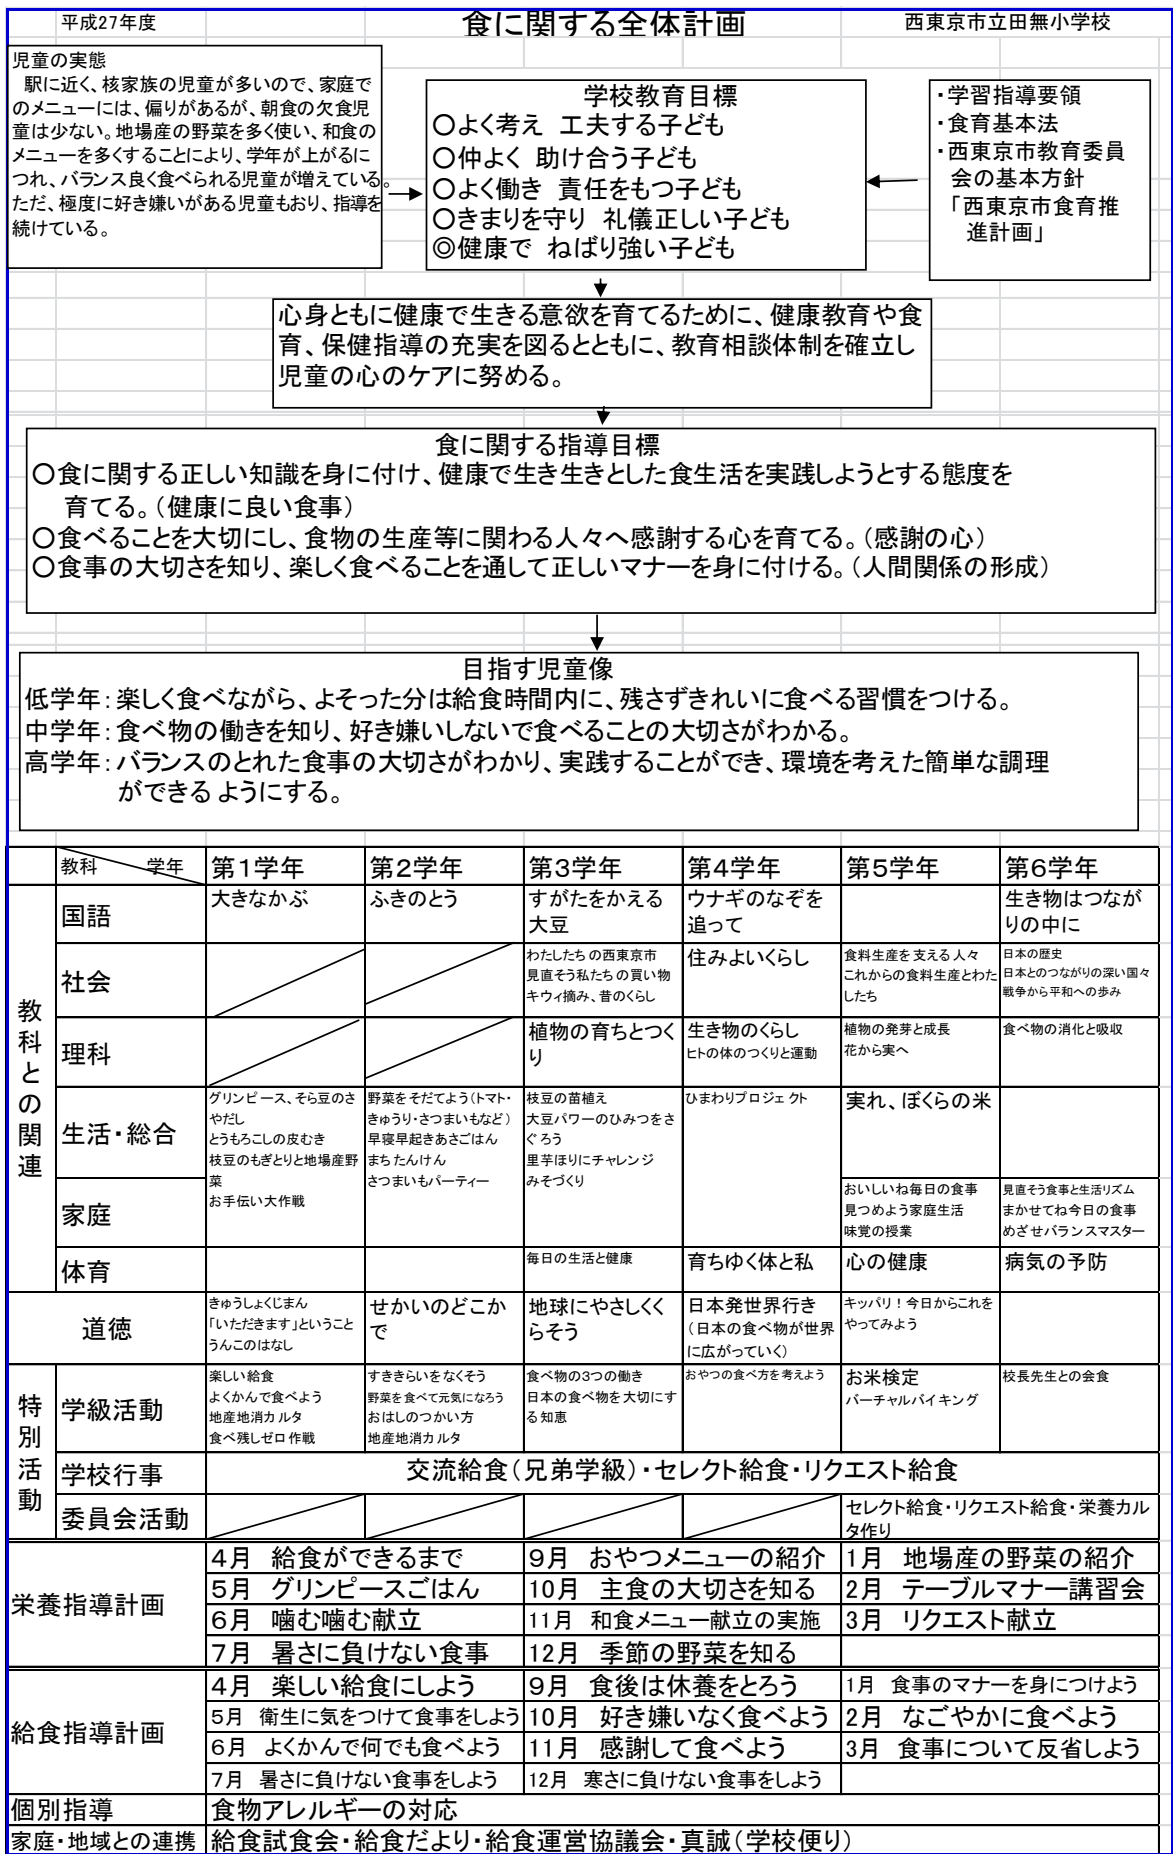 平成27年度
食に関する全体計画
西東京市立田無小学校
児童の実態
駅に近く、核家族の児童が多いので、家庭で
のメニューには、偏りがあるが、朝食の欠食児
童は少ない。地場産の野菜を多く使い、和食の
メニューを多くすることにより、学年が上がるに
つれ、バランス良く食べられる児童が増えている。
ただ、極度に好き嫌いがある児童もおり、指導を
続けている。
学校教育目標
○よく考え 工夫する子ども
○仲よく 助け合う子ども
○よく働き 責任をもつ子ども
○きまりを守り 礼儀正しい子ども
◎健康で ねばり強い子ども
・学習指導要領
・食育基本法
・西東京市教育委員
会の基本方針
「西東京市食育推
進計画」
心身ともに健康で生きる意欲を育てるために、健康教育や食
育、保健指導の充実を図るとともに、教育相談体制を確立し
児童の心のケアに努める。
食に関する指導目標
○食に関する正しい知識を身に付け、健康で生き生きとした食生活を実践しようとする態度を
育てる。(健康に良い食事)
○食べることを大切にし、食物の生産等に関わる人々へ感謝する心を育てる。(感謝の心)
○食事の大切さを知り、楽しく食べることを通して正しいマナーを身に付ける。(人間関係の形成)
目指す児童像
低学年:楽しく食べながら、よそった分は給食時間内に、残さずきれいに食べる習慣をつける。
中学年:食べ物の働きを知り、好き嫌いしないで食べることの大切さがわかる。
高学年:バランスのとれた食事の大切さがわかり、実践することができ、環境を考えた簡単な調理
ができるようにする。
教科 学年 第1学年 第2学年 第3学年 第4学年 第5学年 第6学年
教科との関連
国語
大きなかぶ
ふきのとう
すがたをかえる
大豆
ウナギのなぞを
追って
生き物はつなが
りの中に
社会
わたしたちの西東京市
見直そう私たちの買い物
キウィ摘み、昔のくらし
住みよいくらし
食料生産を支える人々
これからの食料生産とわた
したち
日本の歴史
日本とのつながりの深い国々
戦争から平和への歩み
理科
植物の育ちとつく
り
生き物のくらし
ヒトの体のつくりと運動
植物の発芽と成長
花から実へ
食べ物の消化と吸収
生活・総合
グリンピース、そら豆のさ
やだし
とうもろこしの皮むき
枝豆のもぎとりと地場産野
菜
お手伝い大作戦
野菜をそだてよう(トマト・
きゅうり・さつまいもなど)
早寝早起きあさごはん
まちたんけん
さつまいもパーティー
枝豆の苗植え
大豆パワーのひみつをさ
ぐろう
里芋ほりにチャレンジ
みそづくり
ひまわりプロジェクト
実れ、ぼくらの米
家庭
おいしいね毎日の食事
見つめよう家庭生活
味覚の授業
見直そう食事と生活リズム
まかせてね今日の食事
めざせバランスマスター
体育
毎日の生活と健康
育ちゆく体と私
心の健康
病気の予防
道徳
きゅうしょくじまん
「いただきます」ということ
うんこのはなし
せかいのどこか
で
地球にやさしくく
らそう
日本発世界行き
(日本の食べ物が世界
に広がっていく)
キッパリ!今日からこれを
やってみよう
特別活動
学級活動
楽しい給食
よくかんで食べよう
地産地消カルタ
食べ残しゼロ作戦
すききらいをなくそう
野菜を食べて元気になろう
おはしのつかい方
地産地消カルタ
食べ物の3つの働き
日本の食べ物を大切にす
る知恵
おやつの食べ方を考えよう
お米検定
バーチャルバイキング
校長先生との会食
学校行事
交流給食(兄弟学級)・セレクト給食・リクエスト給食
委員会活動
セレクト給食・リクエスト給食・栄養カル
タ作り
栄養指導計画
4月 給食ができるまで 9月 おやつメニューの紹介 1月 地場産の野菜の紹介
5月 グリンピースごはん 10月 主食の大切さを知る 2月 テーブルマナー講習会
6月 噛む噛む献立 11月 和食メニュー献立の実施 3月 リクエスト献立
7月 暑さに負けない食事 12月 季節の野菜を知る
給食指導計画
4月 楽しい給食にしよう 9月 食後は休養をとろう 1月 食事のマナーを身につけよう
5月 衛生に気をつけて食事をしよう 10月 好き嫌いなく食べよう 2月 なごやかに食べよう
6月 よくかんで何でも食べよう 11月 感謝して食べよう 3月 食事について反省しよう
7月 暑さに負けない食事をしよう 12月 寒さに負けない食事をしよう
個別指導 食物アレルギーの対応
家庭・地域との連携 給食試食会・給食だより・給食運営協議会・真誠(学校便り)